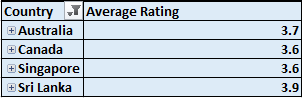 Country Average Rating
Australia 3.7
Canada 3.6
Singapore 3.6
Sri Lanka 3.9